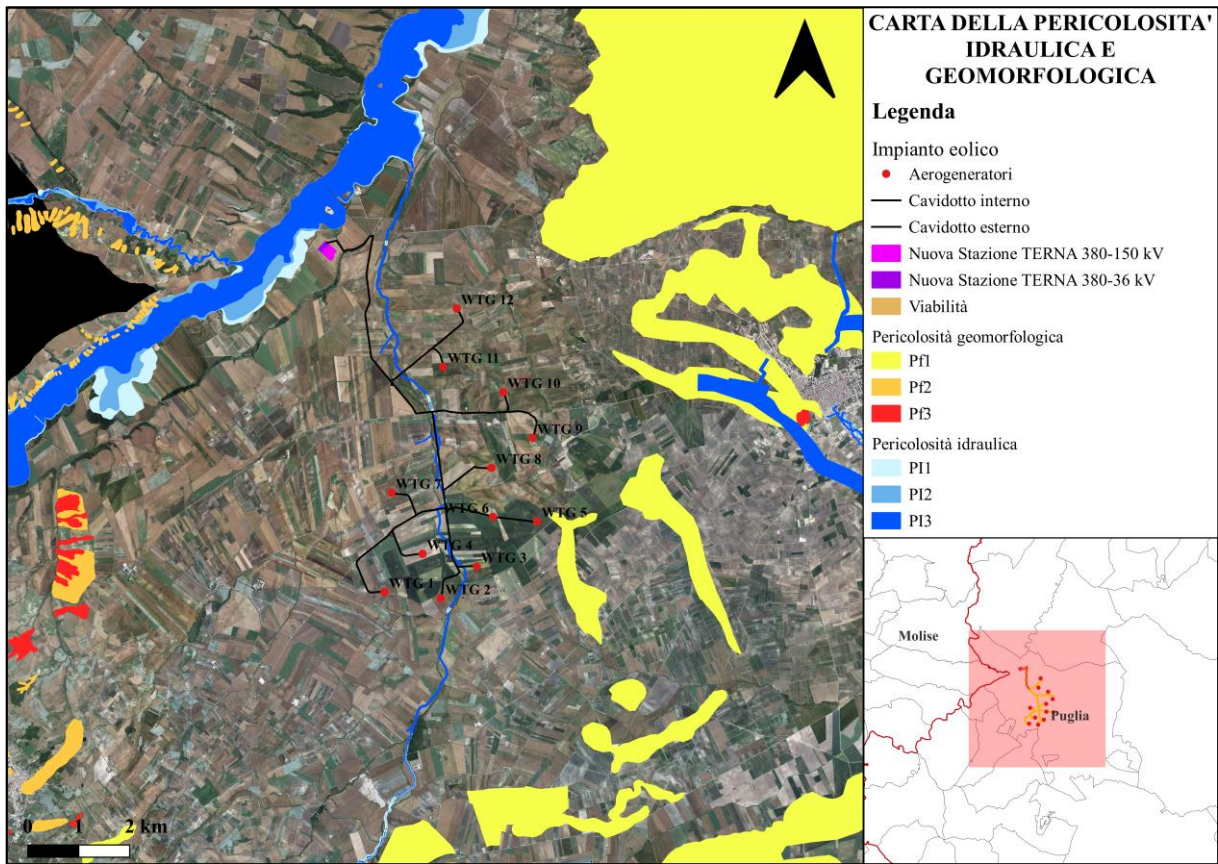 CARTA DELLA PERICOLOSITA'
IDRAULICA E
GEOMORFOLOGICA
Legenda
Impianto eolico
Aerogeneratori
Cavidotto interno
Cavidotto esterno
Nuova Stazione TERNA 380-150 kV
Nuova Stazione TERNA 380-36 kV
Viabilità
Pericolosità geomorfologica
Pf1
Pf2
Pf3
Pericolosità idraulica
PI1
PI2
PI3
WTG 12
WTG 11
WTG 10
WTG 9
WTG 8
WTG 7
WTG 6
WTG 5
WTG 4
WTG 3
WTG 1
WTG 2
0 1 2 km
Molise
Puglia